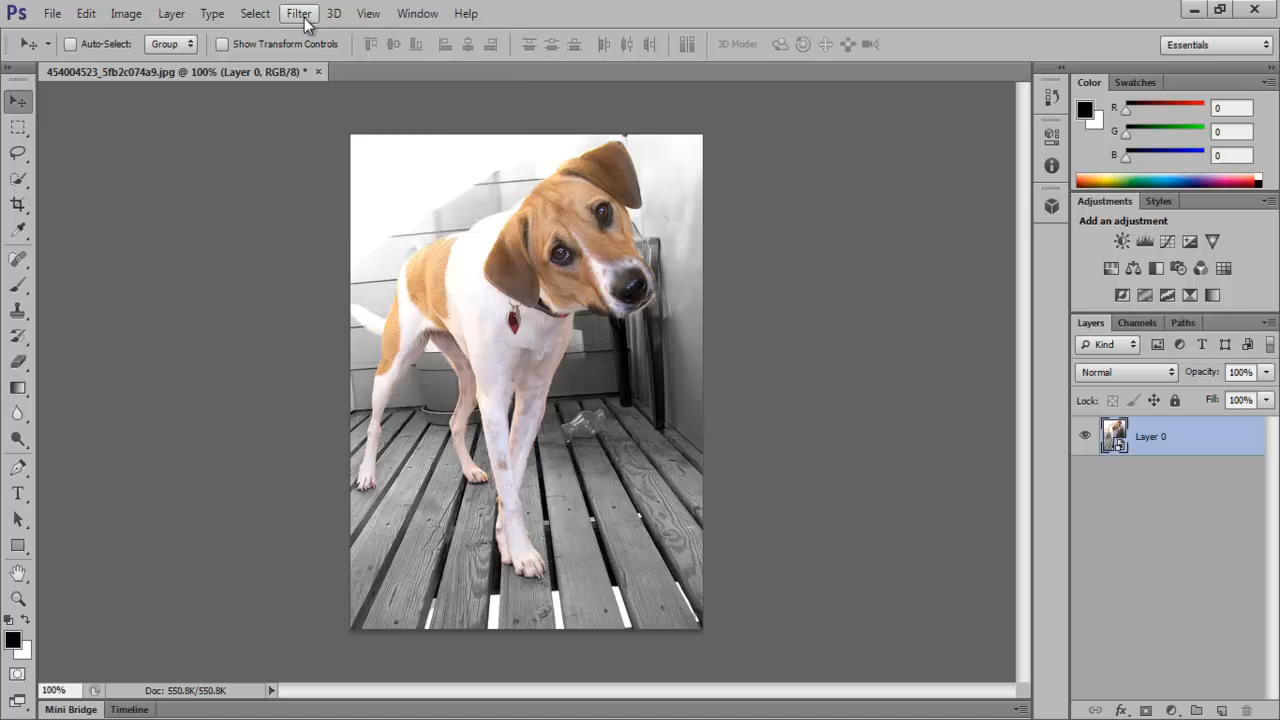 Ps File Edit Image Layer Type Select Filter 3D View Window Help
Auto-Select: Group Show Transform Controls 3D Mode: Essentials
454004523_5fb2c074a9.jpg @ 100% (Layer 0, RGB/8) * ×
Color Swatches
R 0
G 0
B 0
Adjustments Styles
Add an adjustment
Layers Channels Paths
Kind T
Normal Opacity: 100%
Lock: Fill: 100%
Layer 0
T
100% Doc: 550.8K/550.8K
Mini Bridge Timeline
fx